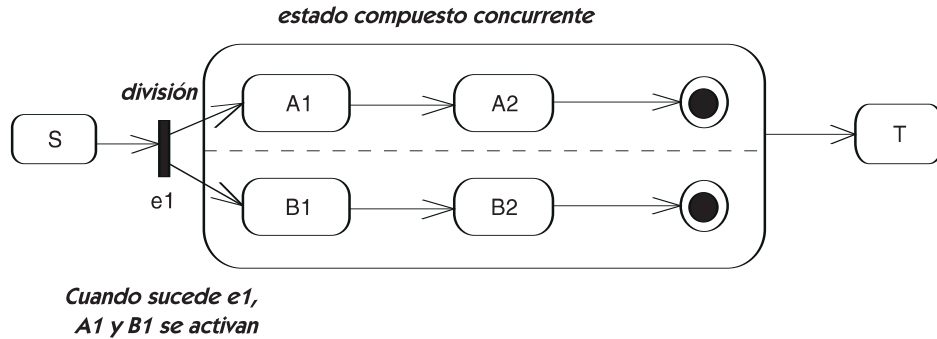 estado compuesto concurrente
división
S
A1
A2
T
e1
B1
B2
Cuando sucede e1,
A1 y B1 se activan